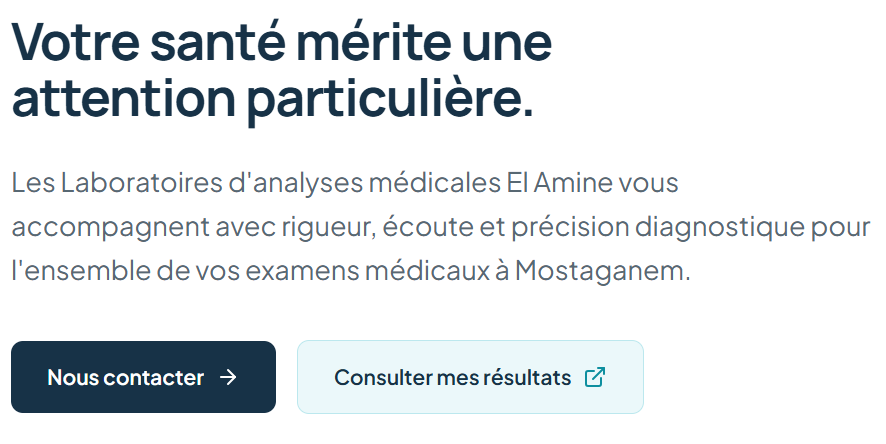 Votre santé mérite une
attention particulière.
Les Laboratoires d'analyses médicales El Amine vous
accompagnent avec rigueur, écoute et précision diagnostique pour
l'ensemble de vos examens médicaux à Mostaganem.
Nous contacter
Consulter mes résultats